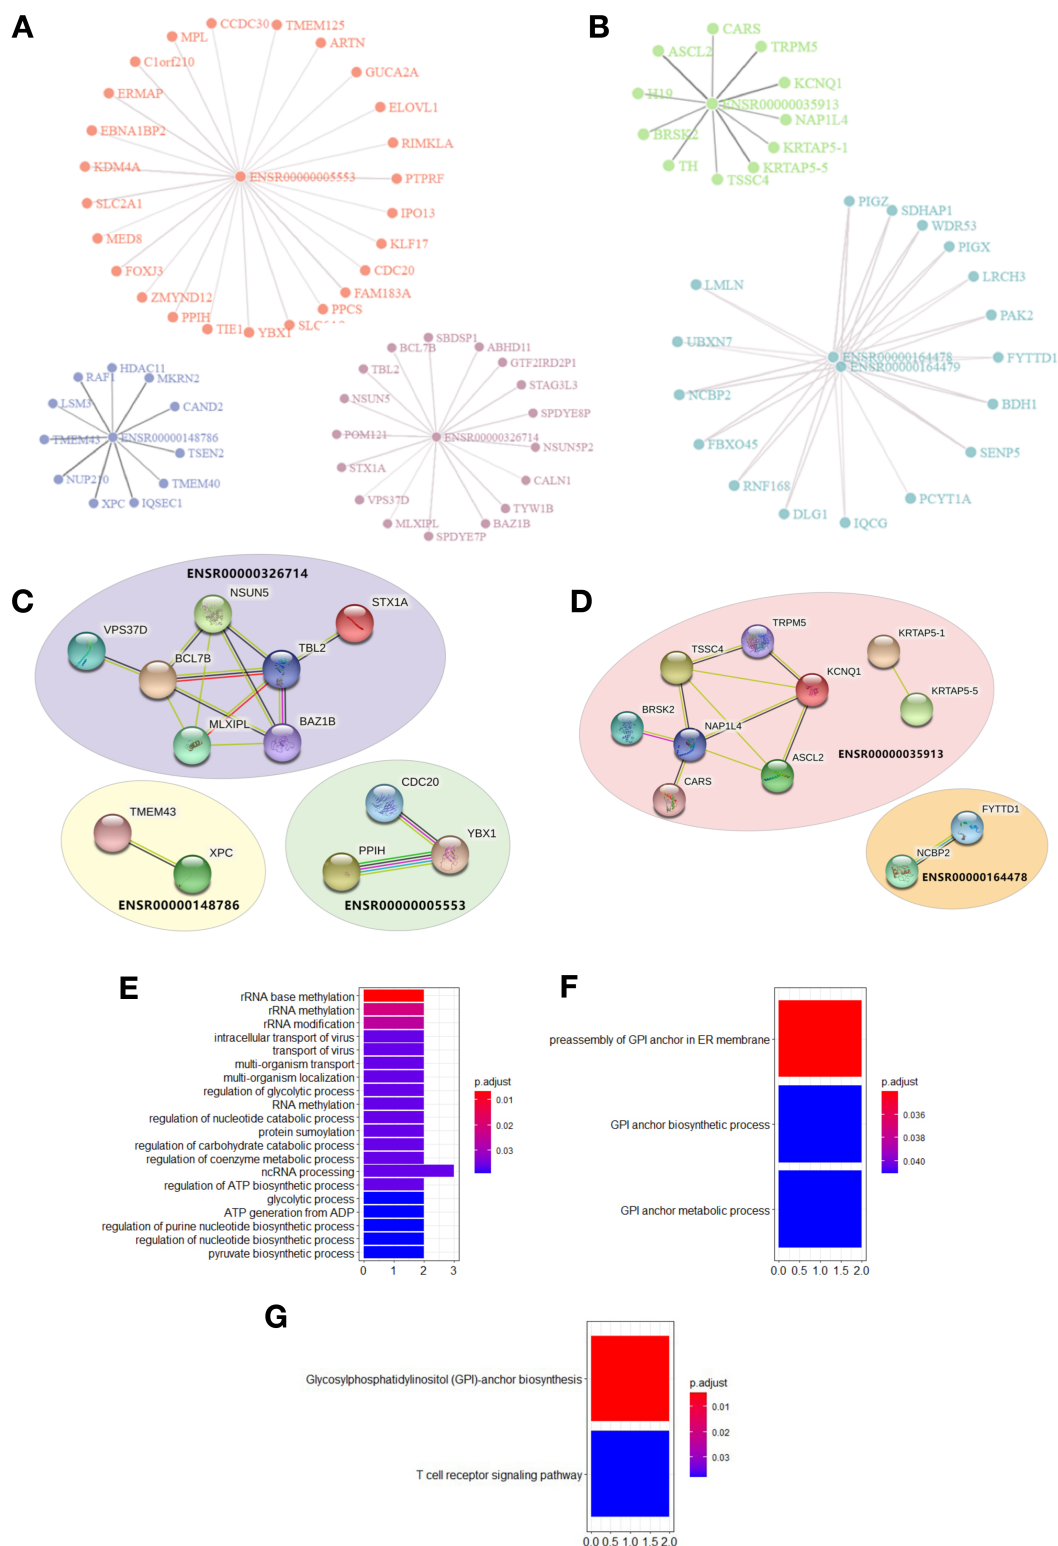 A
CCDC30
TMEM125
MPL
ARTN
C1orf210
GUCA2A
ERMAP
ELOVL1
EBNA1BP2
RIMKLA
KDM4A
ENSR00000005553
PTPRF
SLC2A1
IPO13
MED8
KLF17
FOXJ3
CDC20
ZMYND12
FAM183A
PPIH
PPCS
TIE1
YBX1
HDAC11
RAF1
MKRN2
LSM3
CAND2
TMEM43
ENSR00000148786
TSEN2
NUP210
TMEM40
XPC
IQSEC1
SBDSP1
BCL7B
ABHD11
TBL2
GTF2IRD2P1
STAG3L3
NSUN5
SPDYE8P
POM121
ENSR00000326714
NSUN5P2
STX1A
CALN1
VPS37D
TYW1B
MLXIPL
BAZ1B
SPDYE7P
B
CARS
ASCL2
TRPM5
H19
KCNQ1
ENSR00000035913
NAP1L4
BRSK2
KRTAP5-1
TH
KRTAP5-5
TSSC4
PIGZ
SDHAP1
WDR53
PIGX
LMLN
LRCH3
PAK2
UBXN7
ENSR00000164478
FYTTD1
ENSR00000164479
NCBP2
BDH1
FBXO45
SENP5
RNF168
PCYT1A
DLG1
IQCG
C
ENSR00000326714
NSUN5
STX1A
VPS37D
TBL2
BCL7B
MLXIPL
BAZ1B
TMEM43
XPC
ENSR00000148786
CDC20
YBX1
PPIH
ENSR00000005553
D
TRPM5
KRTAP5-1
TSSC4
KCNQ1
KRTAP5-5
BRSK2
NAP1L4
ASCL2
ENSR00000035913
CARS
FYTTD1
NCBP2
ENSR00000164478
E
rRNA base methylation
rRNA methylation
rRNA modification
intracellular transport of virus
transport of virus
multi-organism transport
multi-organism localization
regulation of glycolytic process
RNA methylation
regulation of nucleotide catabolic process
protein sumoylation
regulation of carbohydrate catabolic process
regulation of coenzyme metabolic process
ncRNA processing
regulation of ATP biosynthetic process
glycolytic process
ATP generation from ADP
regulation of purine nucleotide biosynthetic process
regulation of nucleotide biosynthetic process
pyruvate biosynthetic process
0 1 2 3
p.adjust
0.01
0.02
0.03
F
preassembly of GPI anchor in ER membrane
GPI anchor biosynthetic process
GPI anchor metabolic process
0.0 0.5 1.0 1.5 2.0
p.adjust
0.036
0.038
0.040
G
Glycosylphosphatidylinositol (GPI)-anchor biosynthesis
T cell receptor signaling pathway
0.0 0.5 1.0 1.5 2.0
p.adjust
0.01
0.02
0.03